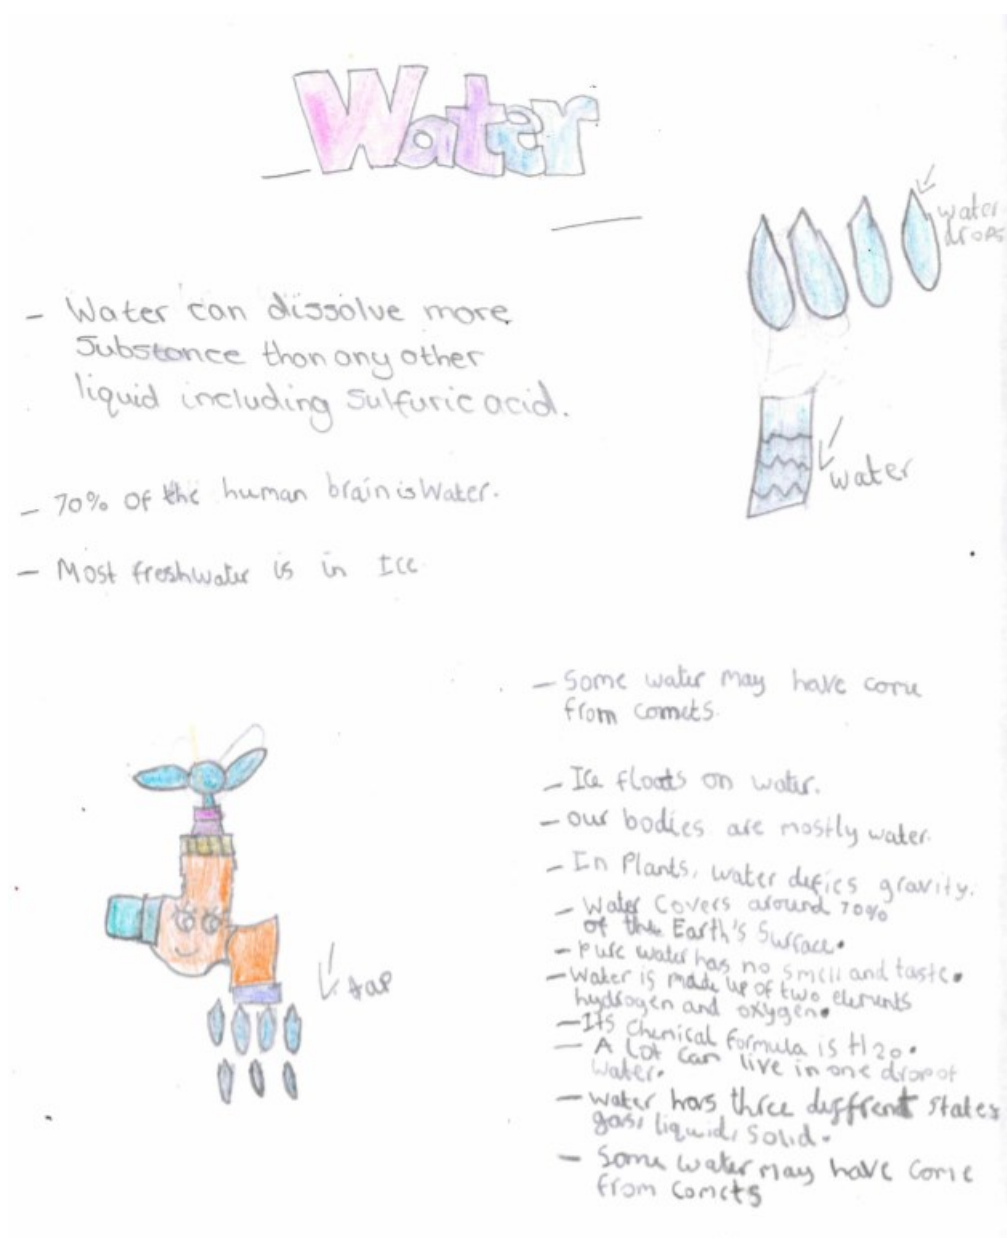 Water
water
drops
- Water can dissolve more
Substance than any other
liquid including Sulfuric acid.
water
- 70% of the human brain is Water.
- Most freshwater is in Ice
- Some water may have come
from comets.
- Ice floats on water.
- our bodies are mostly water.
- In Plants, water defies gravity.
- Water Covers around 70%
of the Earth's Surface.
- pure water has no smell and taste.
- Water is made up of two elements
hydrogen and oxygen.
tap
- Its Chemical formula is H2o.
- A lot can live in one drop of
water.
- water has three diffrent states
gas, liquid, solid.
- Some water may have come
from comets